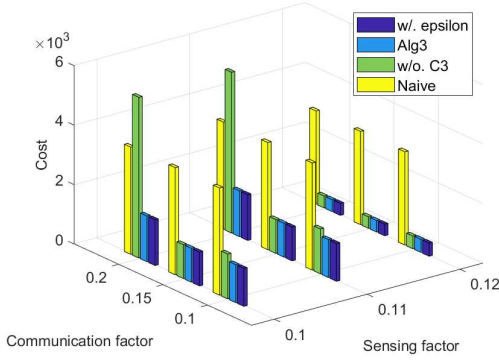 ×10³
w/. epsilon
Alg3
w/o. C3
Naive
6
4
2
0
Cost
0.2
0.15
0.1
Communication factor
0.1
0.11
0.12
Sensing factor